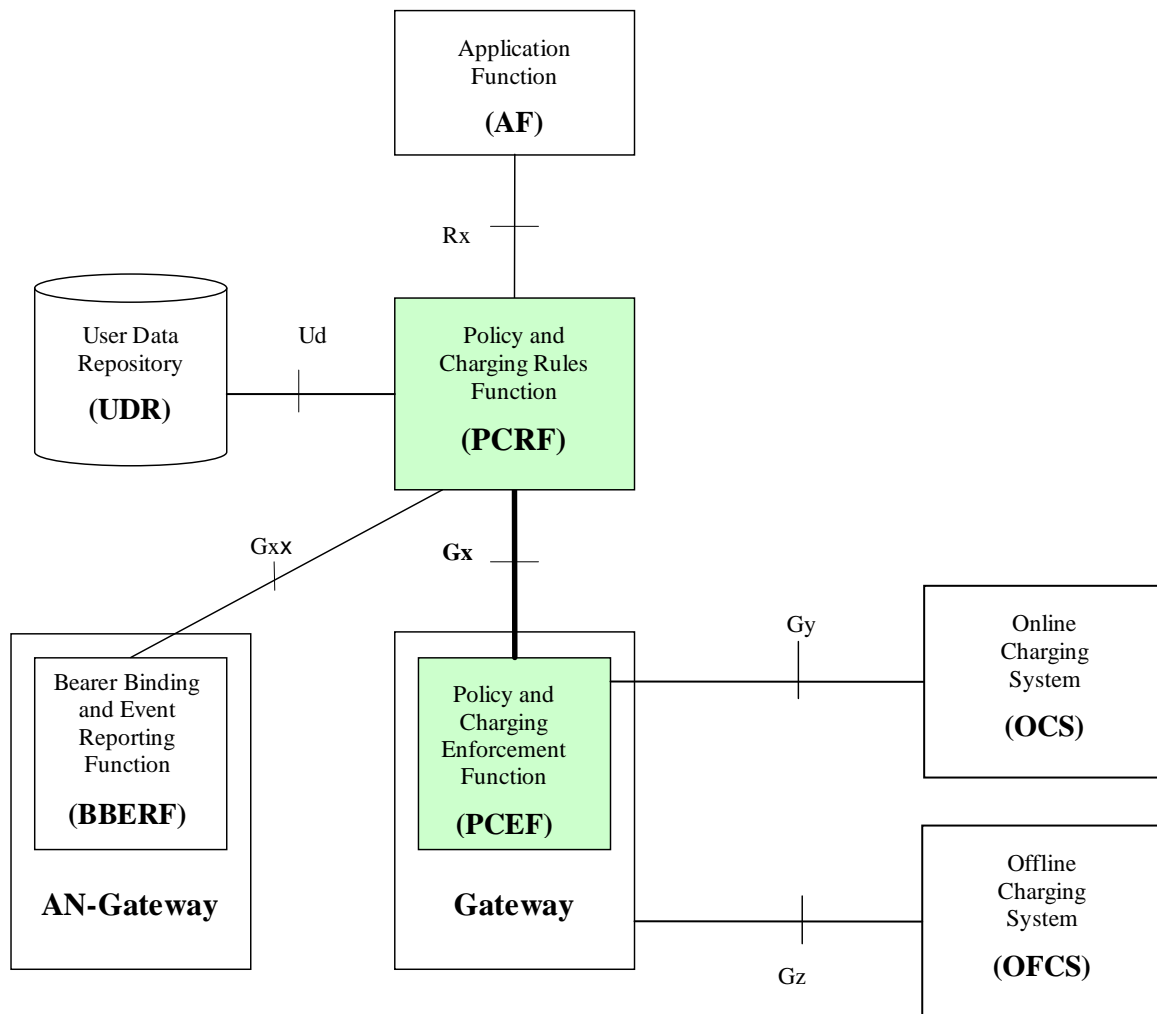 Application
Function
(AF)
Rx
User Data
Repository
(UDR)
Ud
Policy and
Charging Rules
Function
(PCRF)
Gxx
Gx
Bearer Binding
and Event
Reporting
Function
(BBERF)
AN-Gateway
Policy and
Charging
Enforcement
Function
(PCEF)
Gateway
Gy
Online
Charging
System
(OCS)
Gz
Offline
Charging
System
(OFCS)